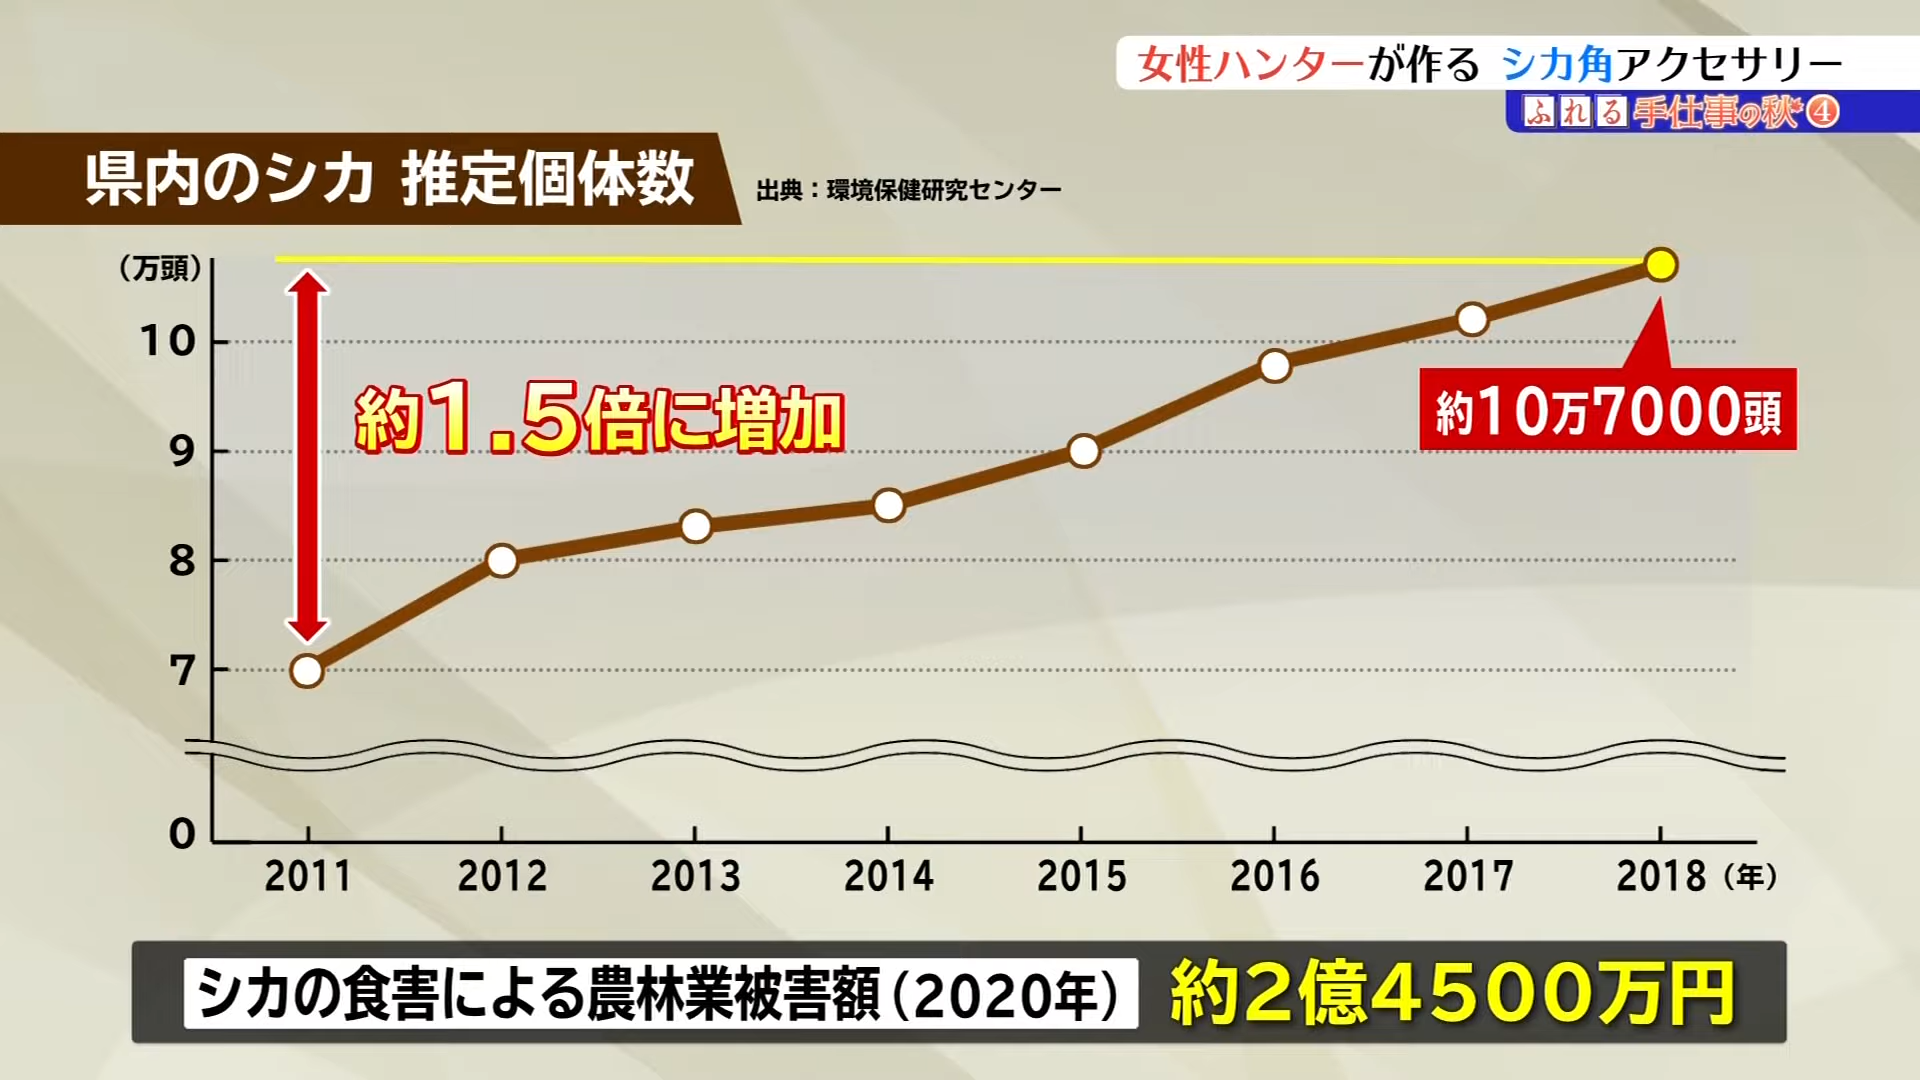 女性ハンターが作る シカ角アクセサリー
ふれる 手仕事の秋④
県内のシカ 推定個体数
出典：環境保健研究センター
（万頭）
10
約1.5倍に増加
約10万7000頭
9
8
7
0
2011 2012 2013 2014 2015 2016 2017 2018（年）
シカの食害による農林業被害額（2020年） 約2億4500万円